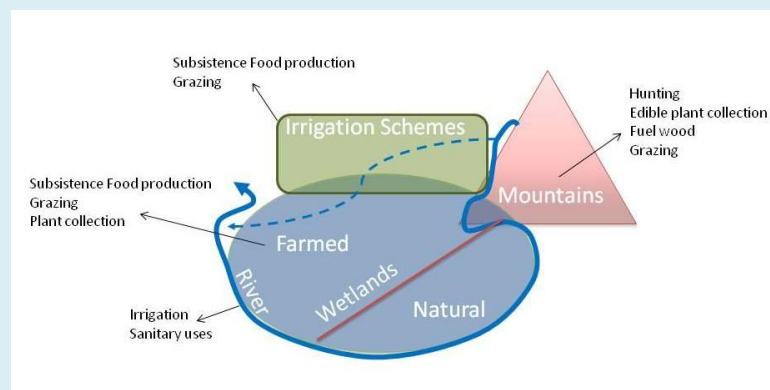 Subsistence Food production
Grazing
Irrigation Schemes
Hunting
Edible plant collection
Fuel wood
Grazing
Mountains
Subsistence Food production
Grazing
Plant collection
Farmed
River
Wetlands
Natural
Irrigation
Sanitary uses